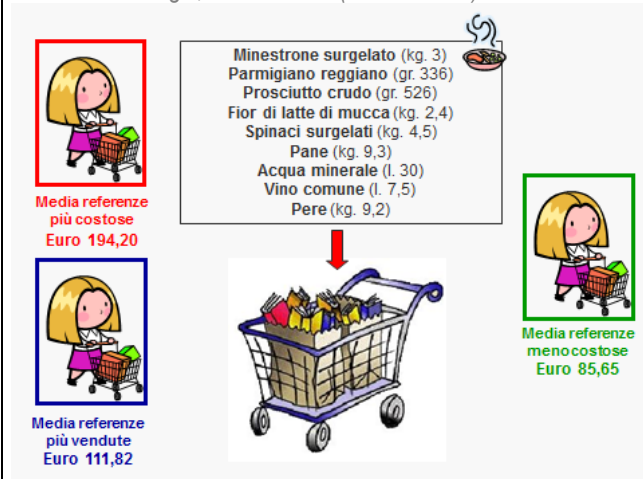 Minestrone surgelato (kg. 3)
Parmigiano reggiano (gr. 336)
Prosciutto crudo (gr. 526)
Fior di latte di mucca (kg. 2,4)
Spinaci surgelati (kg. 4,5)
Pane (kg. 9,3)
Acqua minerale (l. 30)
Vino comune (l. 7,5)
Pere (kg. 9,2)
Media referenze
più costose
Euro 194,20
Media referenze
più vendute
Euro 111,82
Media referenze
meno costose
Euro 85,65